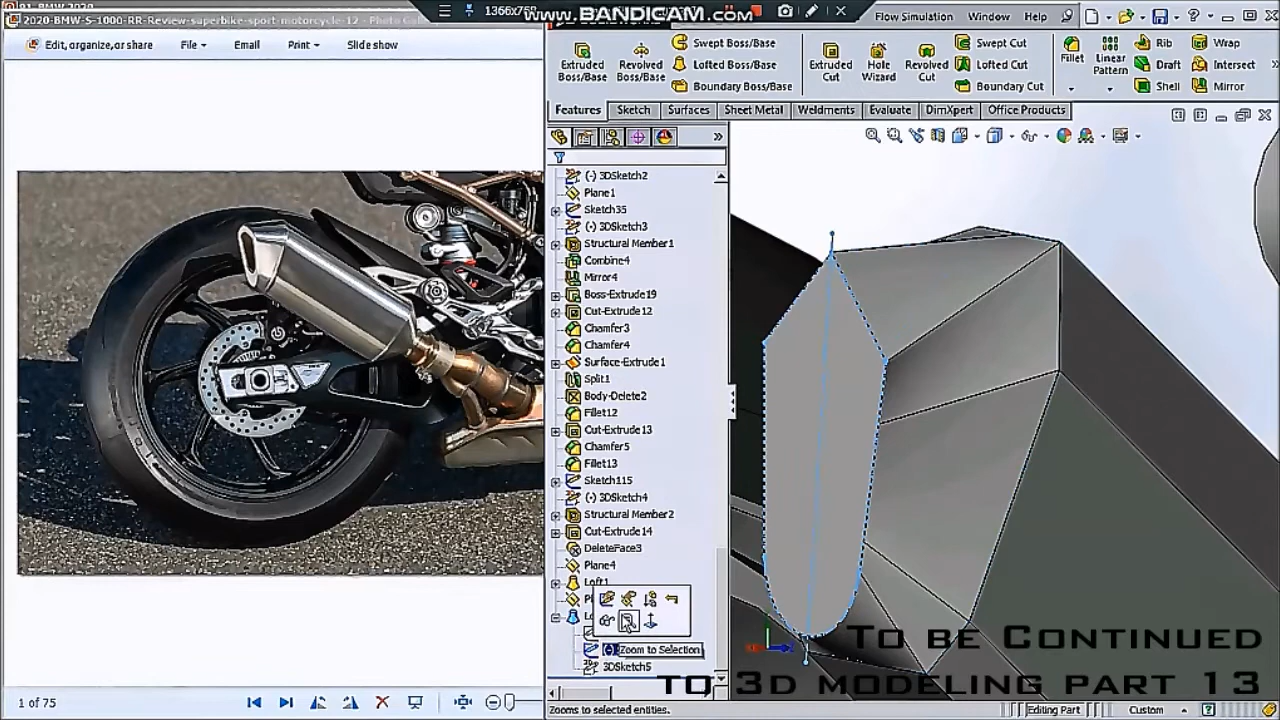 2020-BMW-S-1000-RR-Review-superbike-sport-motorcycle-12 - Photo
1366x768
www.BANDICAM.com
Flow Simulation Window Help
Edit, organize, or share File Email Print Slide show
Extruded Boss/Base
Revolved Boss/Base
Swept Boss/Base
Lofted Boss/Base
Boundary Boss/Base
Extruded Cut
Hole Wizard
Revolved Cut
Swept Cut
Lofted Cut
Boundary Cut
Fillet
Linear Pattern
Rib
Draft
Shell
Wrap
Intersect
Mirror
Features Sketch Surfaces Sheet Metal Weldments Evaluate DimXpert Office Products
(-) 3DSketch2
Plane1
Sketch35
(-) 3DSketch3
Structural Member1
Combine4
Mirror4
Boss-Extrude19
Cut-Extrude12
Chamfer3
Chamfer4
Surface-Extrude1
Split1
Body-Delete2
Fillet12
Cut-Extrude13
Chamfer5
Fillet13
Sketch115
(-) 3DSketch4
Structural Member2
Cut-Extrude14
DeleteFace3
Plane4
Loft1
Zoom to Selection
3DSketch5
To be Continued
to 3D modeling part 13
1 of 75
Zooms to selected entities.
Editing Part
Custom